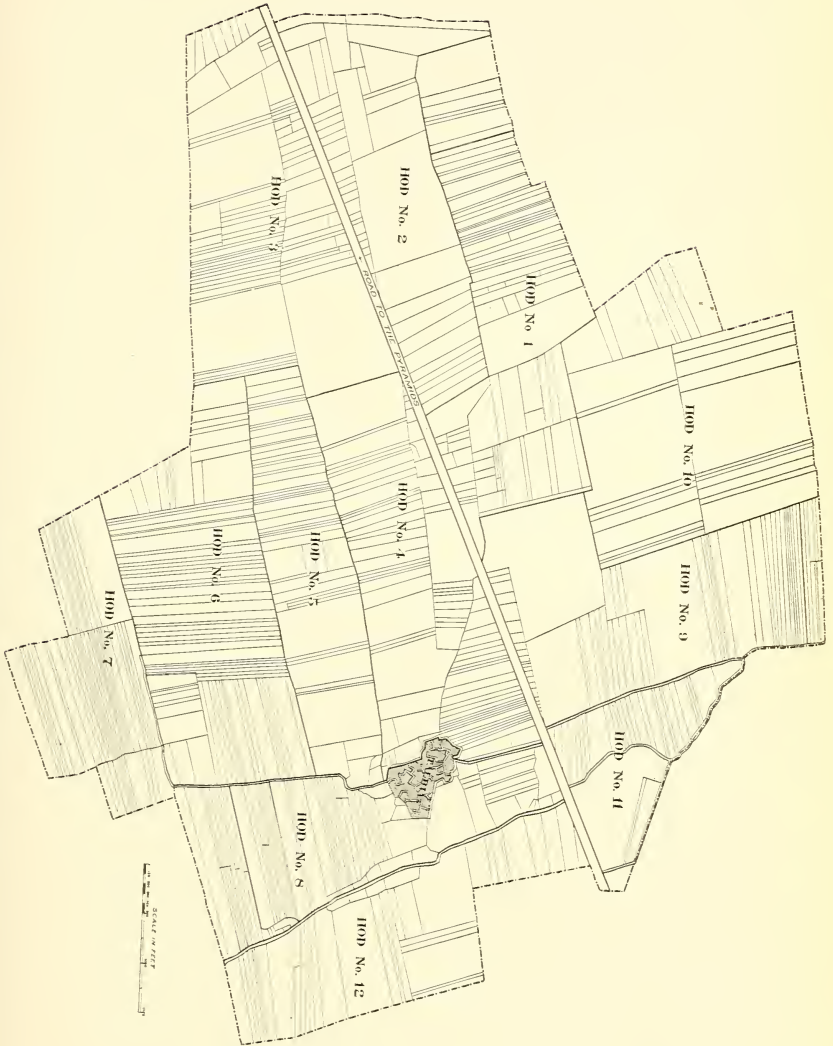 HOD No. 1
HOD No. 2
HOD No. 3
HOD No. 4
HOD No. 5
HOD No. 6
HOD No. 7
HOD No. 8
HOD No. 9
HOD No. 10
HOD No. 11
HOD No. 12
ROAD TO THE PYRAMIDS
SCALE IN FEET